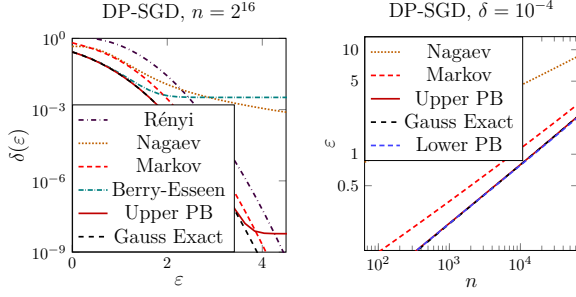 DP-SGD, n = 2^16
10^0
10^−3
10^−6
10^−9
δ(ε)
Rényi
Nagaev
Markov
Berry-Esseen
Upper PB
Gauss Exact
0 2 4
ε
DP-SGD, δ = 10^−4
10
1
0.5
ε
Nagaev
Markov
Upper PB
Gauss Exact
Lower PB
10^2 10^3 10^4
n